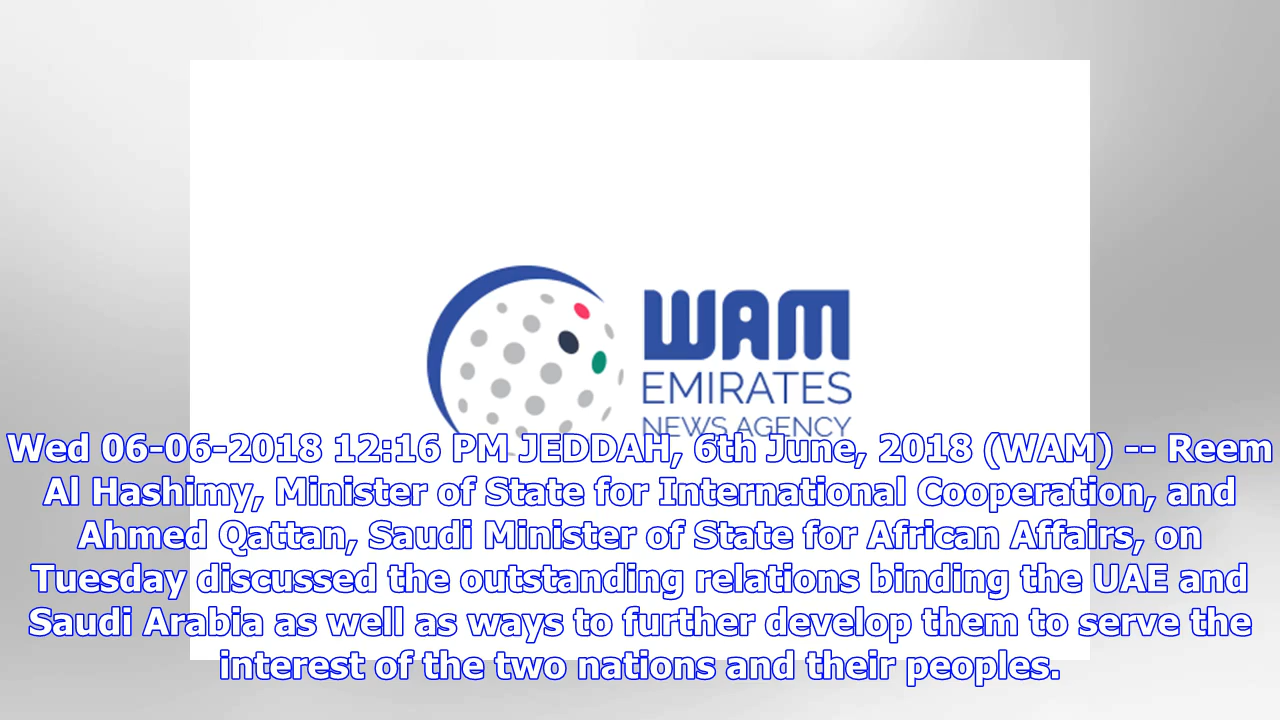 WAM
EMIRATES
NEWS AGENCY
Wed 06-06-2018 12:16 PM JEDDAH, 6th June, 2018 (WAM) -- Reem
Al Hashimy, Minister of State for International Cooperation, and
Ahmed Qattan, Saudi Minister of State for African Affairs, on
Tuesday discussed the outstanding relations binding the UAE and
Saudi Arabia as well as ways to further develop them to serve the
interest of the two nations and their peoples.